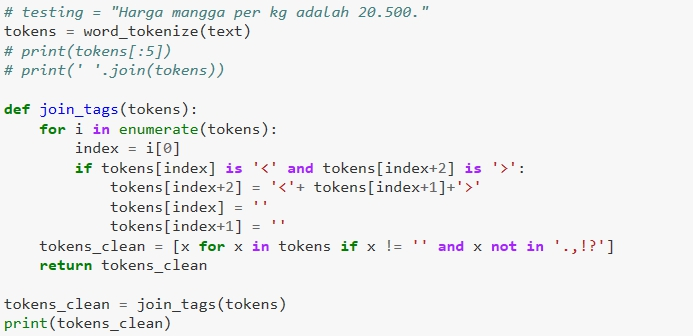 # testing = "Harga mangga per kg adalah 20.500."
tokens = word_tokenize(text)
# print(tokens[:5])
# print(' '.join(tokens))

def join_tags(tokens):
    for i in enumerate(tokens):
        index = i[0]
        if tokens[index] is '<' and tokens[index+2] is '>':
            tokens[index+2] = '<'+ tokens[index+1]+'>'
            tokens[index] = ''
            tokens[index+1] = ''
    tokens_clean = [x for x in tokens if x != '' and x not in '.,!?']
    return tokens_clean

tokens_clean = join_tags(tokens)
print(tokens_clean)